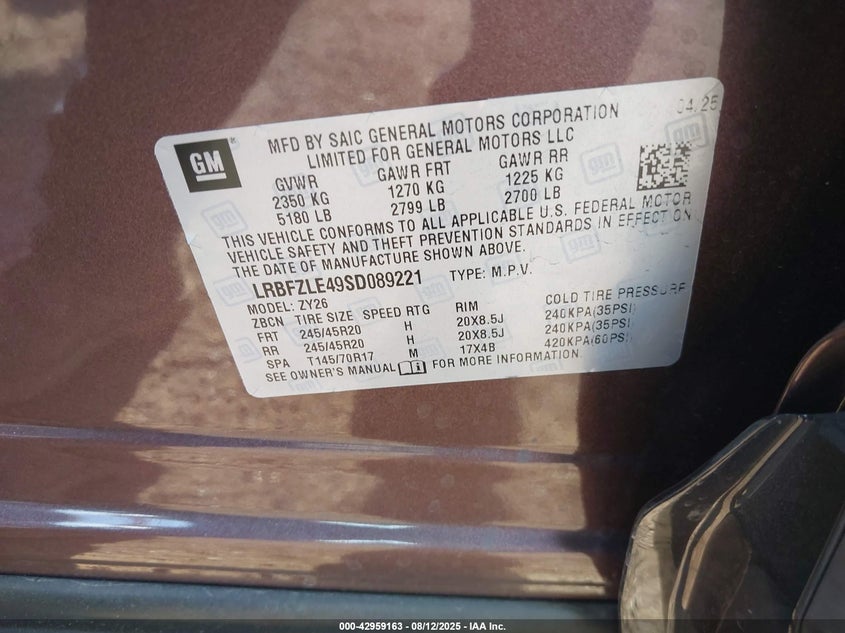 04/25
GM
MFD BY SAIC GENERAL MOTORS CORPORATION
LIMITED FOR GENERAL MOTORS LLC
GVWR GAWR FRT GAWR RR
2350 KG 1270 KG 1225 KG
5180 LB 2799 LB 2700 LB
THIS VEHICLE CONFORMS TO ALL APPLICABLE U.S. FEDERAL MOTOR
VEHICLE SAFETY AND THEFT PREVENTION STANDARDS IN EFFECT ON
THE DATE OF MANUFACTURE SHOWN ABOVE.
LRBFZLE49SD089221 TYPE: M.P.V.
MODEL: ZY26
ZBCN TIRE SIZE SPEED RTG RIM COLD TIRE PRESSURE
FRT 245/45R20 H 20X8.5J 240KPA(35PSI)
RR 245/45R20 H 20X8.5J 240KPA(35PSI)
SPA T145/70R17 M 17X4B 420KPA(60PSI)
SEE OWNER'S MANUAL FOR MORE INFORMATION.
000-42959163 - 08/12/2025 - IAA Inc.